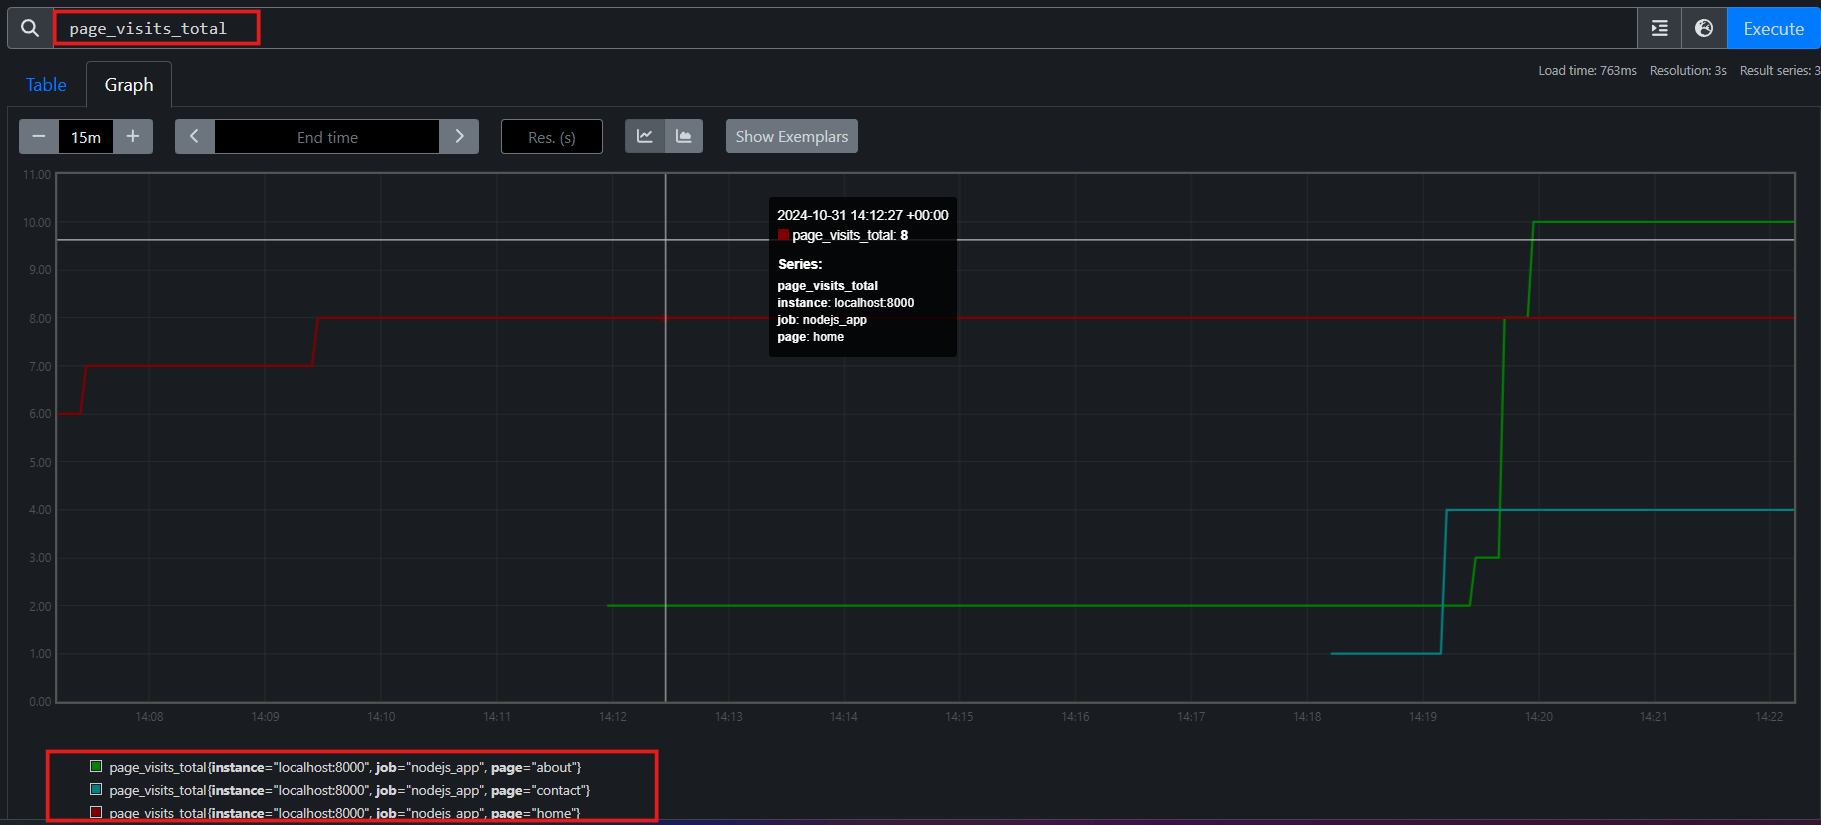 page_visits_total
Execute
Table
Graph
Load time: 763ms Resolution: 3s Result series: 3
15m
End time
Res. (s)
Show Exemplars
11.00
10.00
9.00
8.00
7.00
6.00
5.00
4.00
3.00
2.00
1.00
0.00
2024-10-31 14:12:27 +00:00
page_visits_total: 8
Series:
page_visits_total
instance: localhost:8000
job: nodejs_app
page: home
14:08 14:09 14:10 14:11 14:12 14:13 14:14 14:15 14:16 14:17 14:18 14:19 14:20 14:21 14:22
page_visits_total{instance="localhost:8000", job="nodejs_app", page="about"}
page_visits_total{instance="localhost:8000", job="nodejs_app", page="contact"}
page_visits_total{instance="localhost:8000", job="nodejs_app", page="home"}